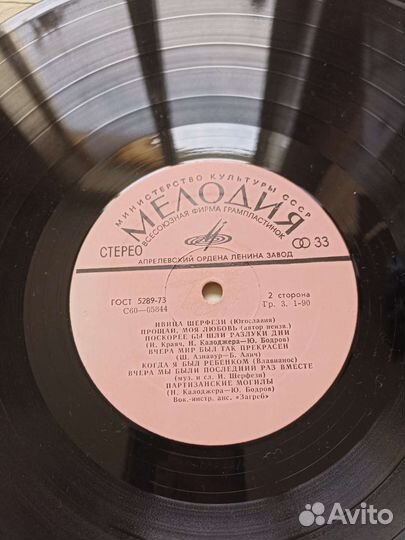 МИНИСТЕРСТВО КУЛЬТУРЫ СССР
МЕЛОДИЯ
ВСЕСОЮЗНАЯ ФИРМА ГРАМПЛАСТИНОК
СТЕРЕО
33
АПРЕЛЕВСКИЙ ОРДЕНА ЛЕНИНА ЗАВОД
ГОСТ 5289-73
2 сторона
С60—05844
Гр. 3. 1-90
ИВИЦА ШЕРФЕЗИ (Югославия)
ПРОЩАЙ, МОЯ ЛЮБОВЬ (автор неизв.)
ПОСКОРЕЕ БЫ ШЛИ РАЗЛУКИ ДНИ
(И. Краяч, Н. Калоджера—Ю. Бодров)
ВЧЕРА МИР БЫЛ ТАК ПРЕКРАСЕН
(Ш. Азнавур—Б. Алич)
КОГДА Я БЫЛ РЕБЕНКОМ (Влавианос)
ВЧЕРА МЫ БЫЛИ ПОСЛЕДНИЙ РАЗ ВМЕСТЕ
(муз. и сл. И. Шерфези)
ПАРТИЗАНСКИЕ МОГИЛЫ
(Н. Калоджера—Ю. Бодров)
Вок.-инстр. анс. «Загреб»
Avito